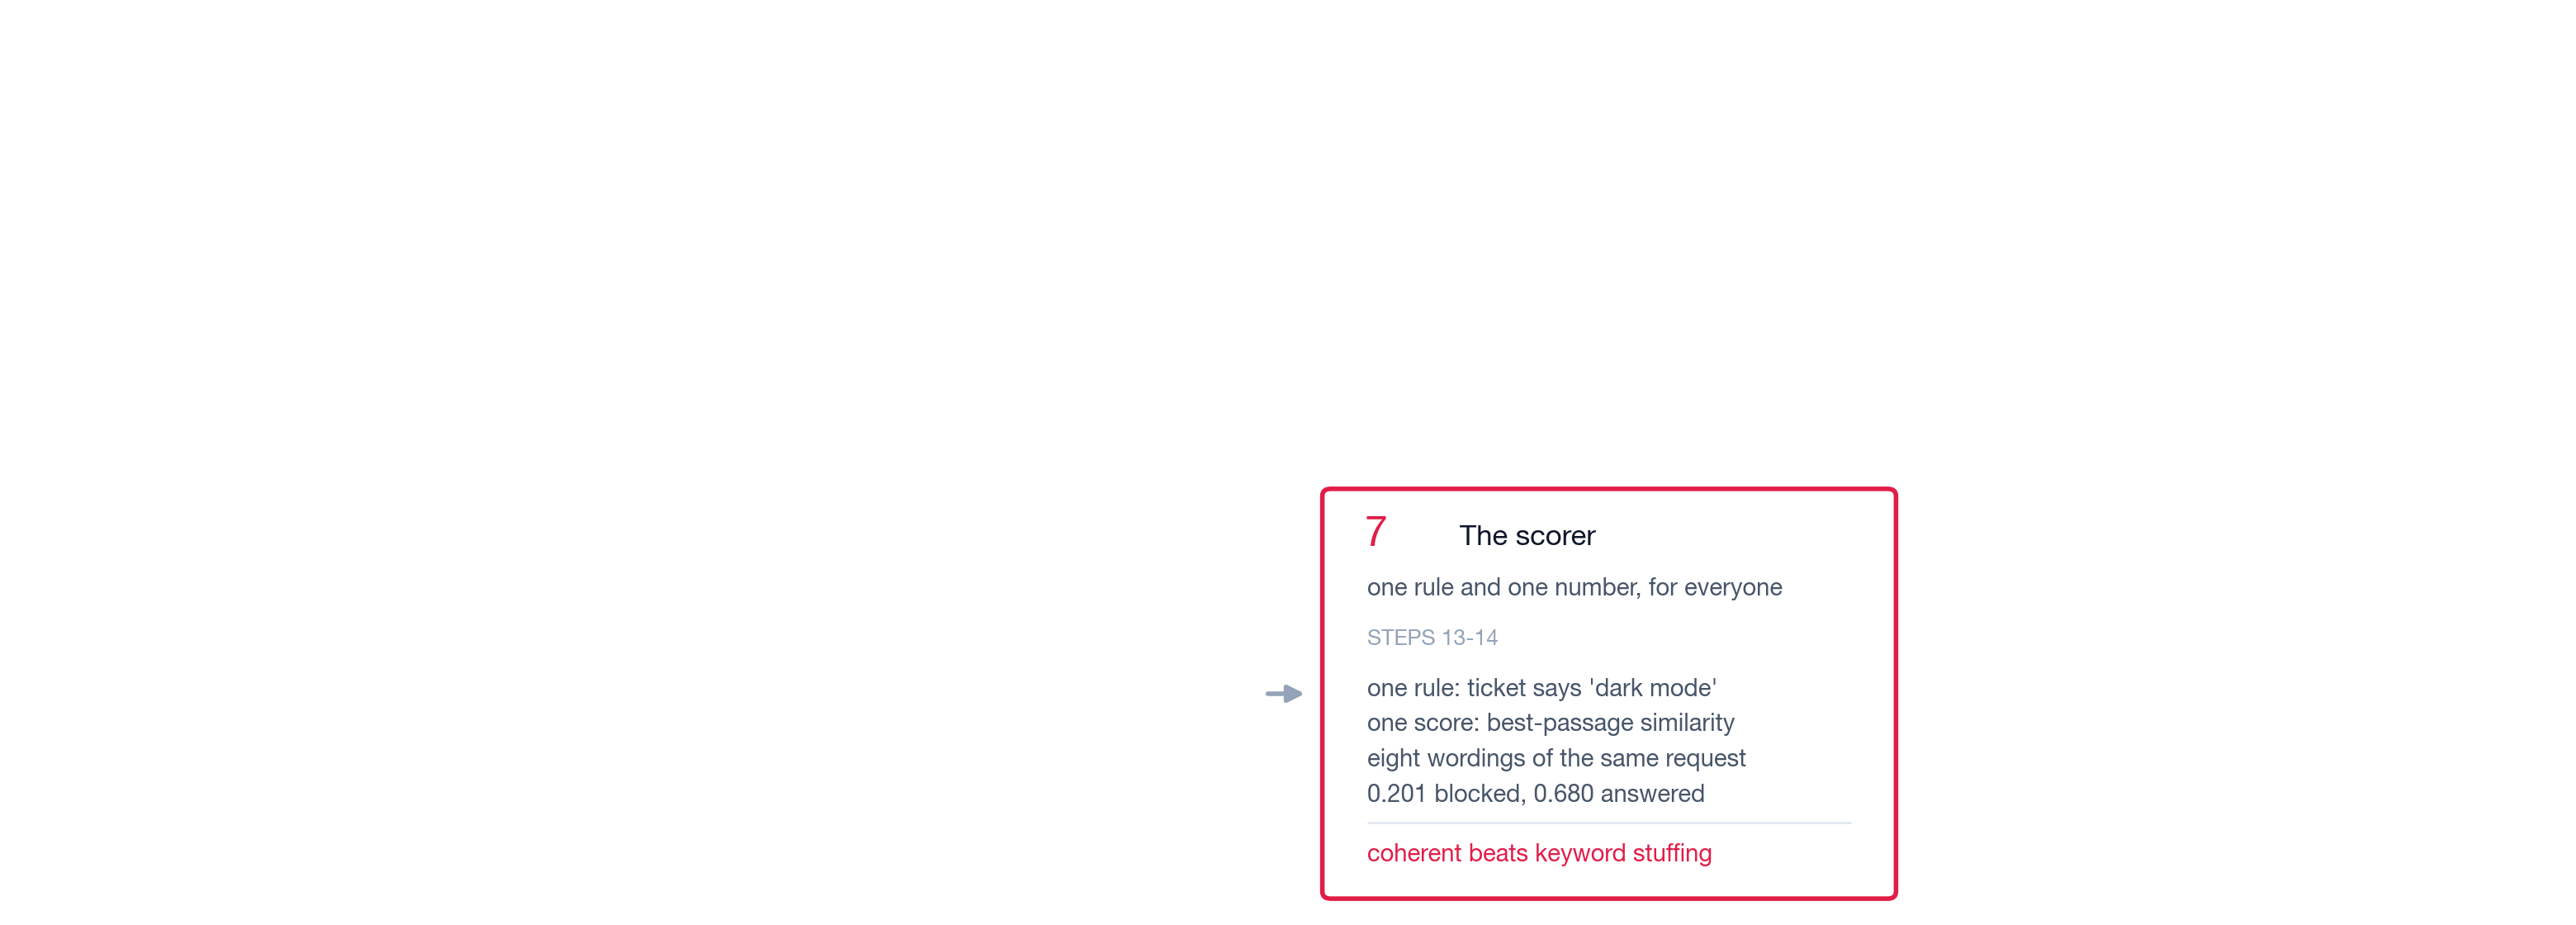 7 The scorer
one rule and one number, for everyone
STEPS 13-14
one rule: ticket says 'dark mode'
one score: best-passage similarity
eight wordings of the same request
0.201 blocked, 0.680 answered
coherent beats keyword stuffing